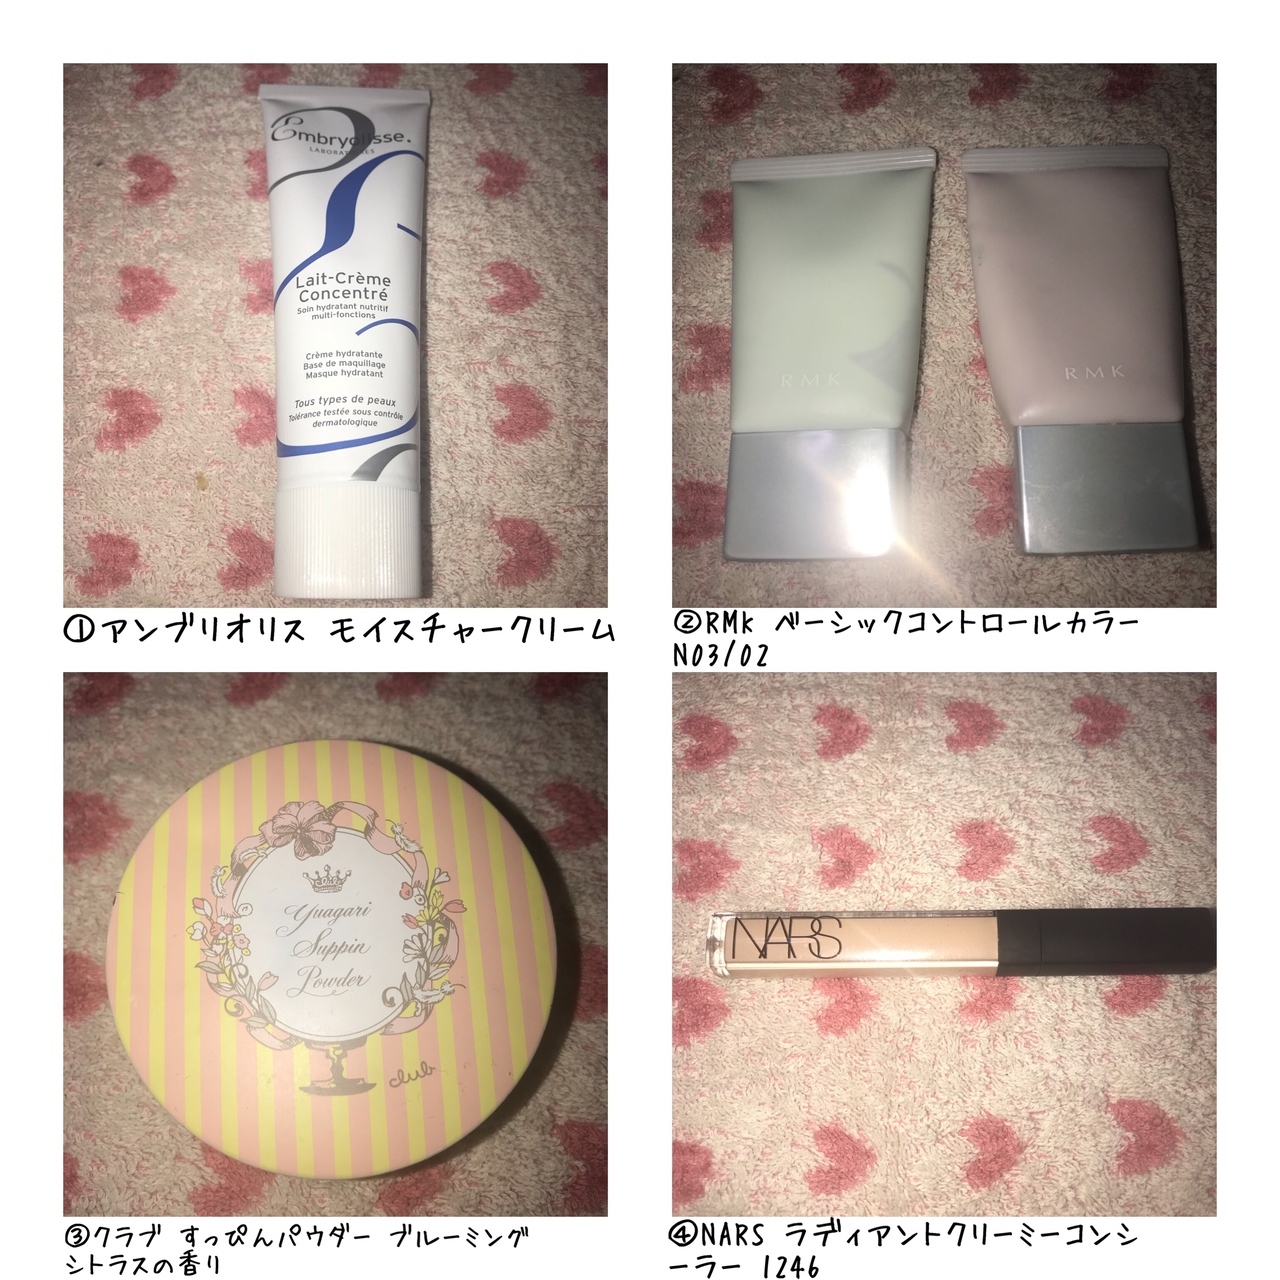 Embryolisse.
LABORATOIRES
Lait-Crème
Concentré
Soin hydratant nutritif
multi-fonctions
Crème hydratante
Base de maquillage
Masque hydratant
Tous types de peaux
Tolérance testée sous contrôle
dermatologique
①アンブリオリス モイスチャークリーム
RMK
RMK
②RMk ベーシックコントロールカラー
N03/02
Yuagari
Suppin
Powder
club
③クラブ すっぴんパウダー ブルーミング
シトラスの香り
NARS
④NARS ラディアントクリーミーコンシ
ーラー 1246